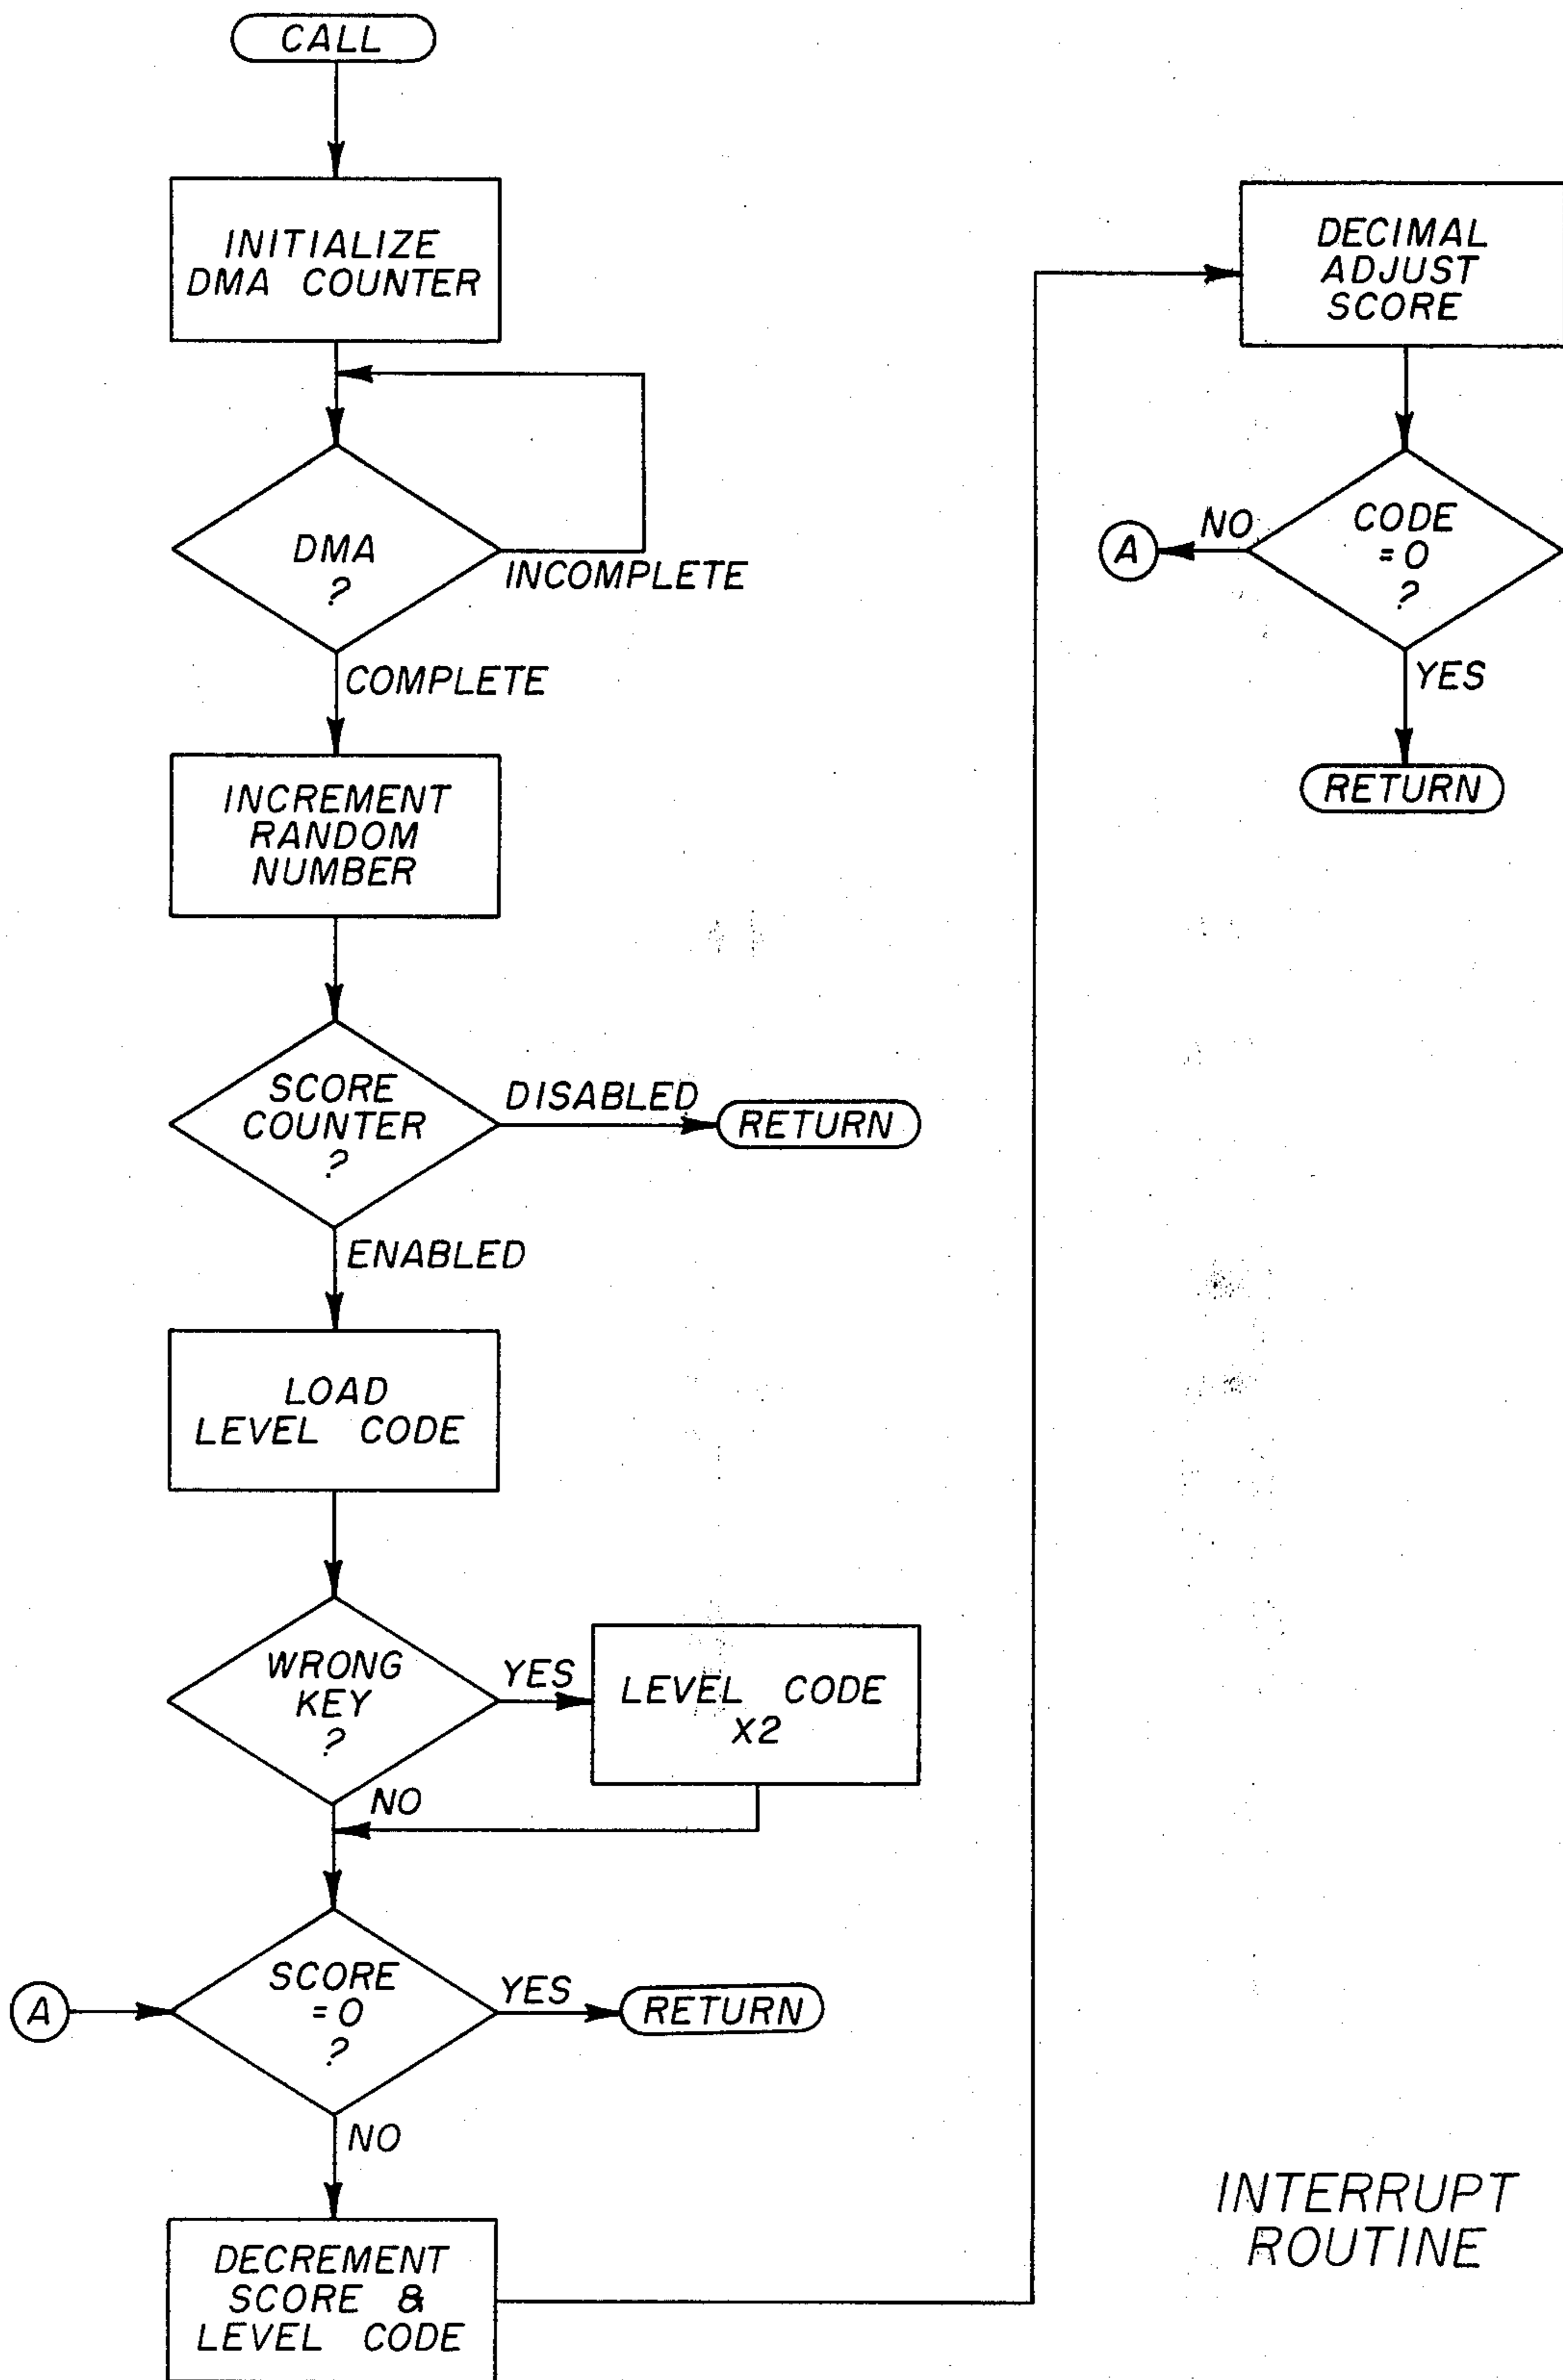 CALL
INITIALIZE
DMA COUNTER
DMA
?
INCOMPLETE
COMPLETE
INCREMENT
RANDOM
NUMBER
SCORE
COUNTER
?
DISABLED
RETURN
ENABLED
LOAD
LEVEL CODE
WRONG
KEY
?
YES
LEVEL CODE
X2
NO
A
SCORE
=0
?
YES
RETURN
NO
DECREMENT
SCORE &
LEVEL CODE
DECIMAL
ADJUST
SCORE
CODE
=0
?
NO
A
YES
RETURN
INTERRUPT
ROUTINE